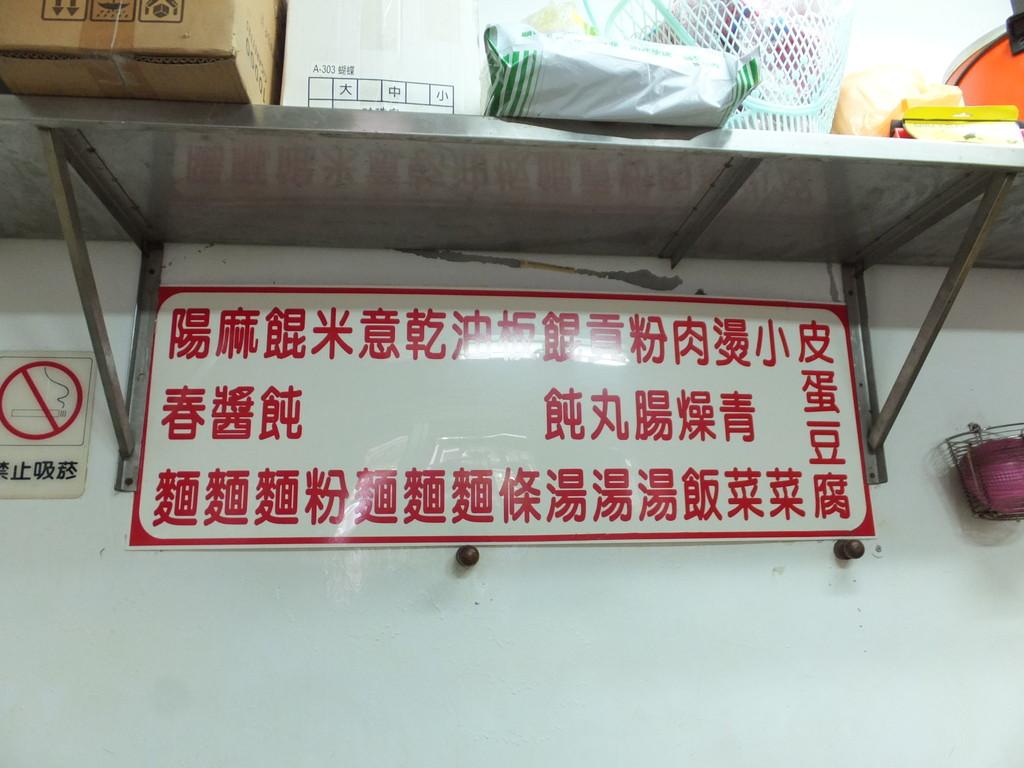 A-303 蝴蝶
大 中 小
陽春麵
麻醬麵
餛飩麵
米粉
意麵
乾麵
油麵
板條
餛飩湯
貢丸湯
粉腸湯
肉燥飯
燙青菜
小菜
皮蛋豆腐
禁止吸菸